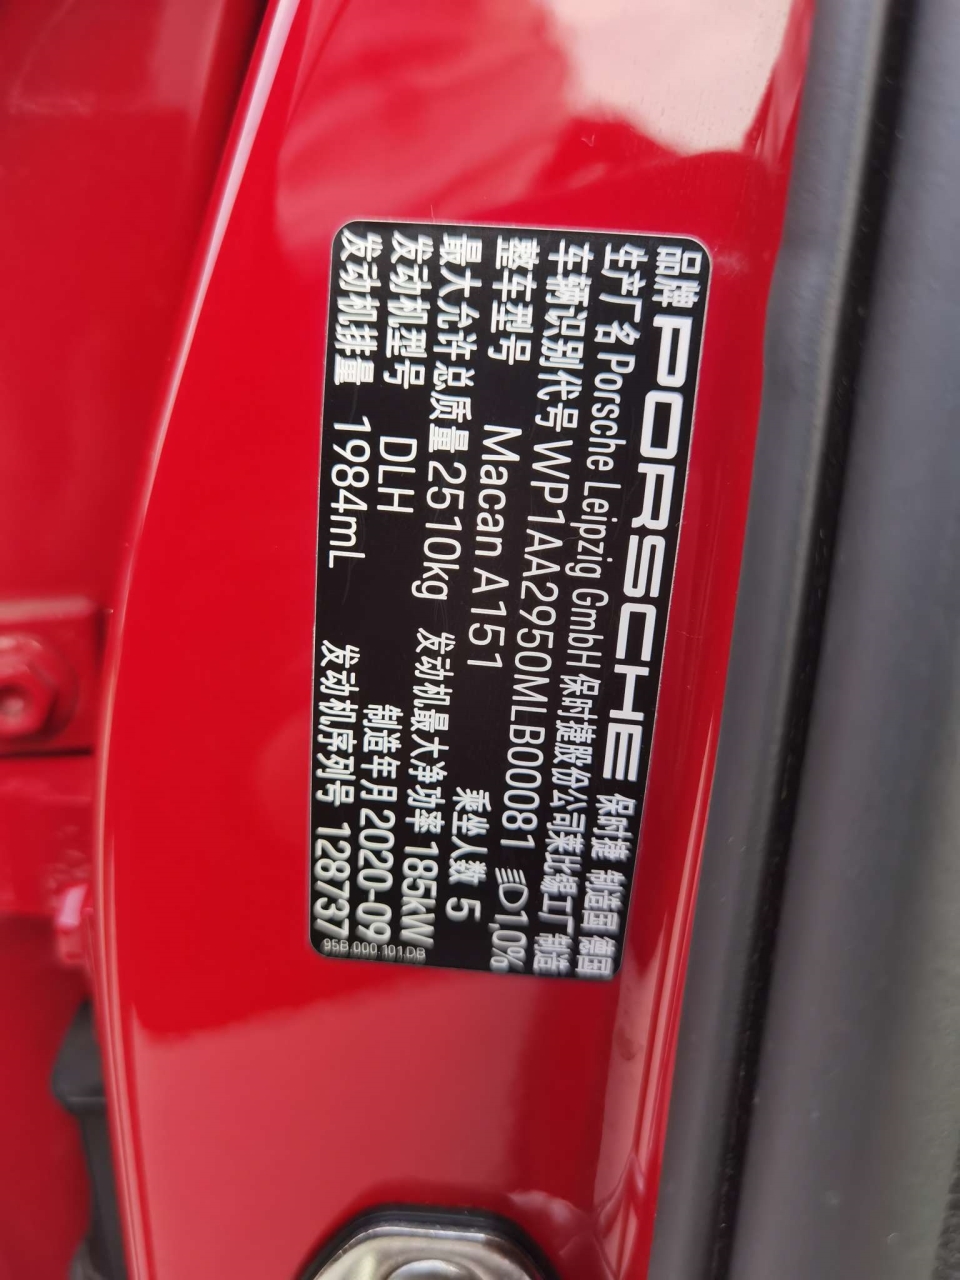 品牌 PORSCHE 保时捷 制造国 德国
生产厂名 Porsche Leipzig GmbH 保时捷股份公司莱比锡工厂 制造
车辆识别代号 WP1AA2950MLB00081 1,0%
整车型号 Macan A151 乘坐人数 5
最大允许总质量 2510kg 发动机最大净功率 185kW
发动机型号 DLH 制造年月 2020-09
发动机排量 1984mL 发动机序列号 128737
95B.000.101.DB